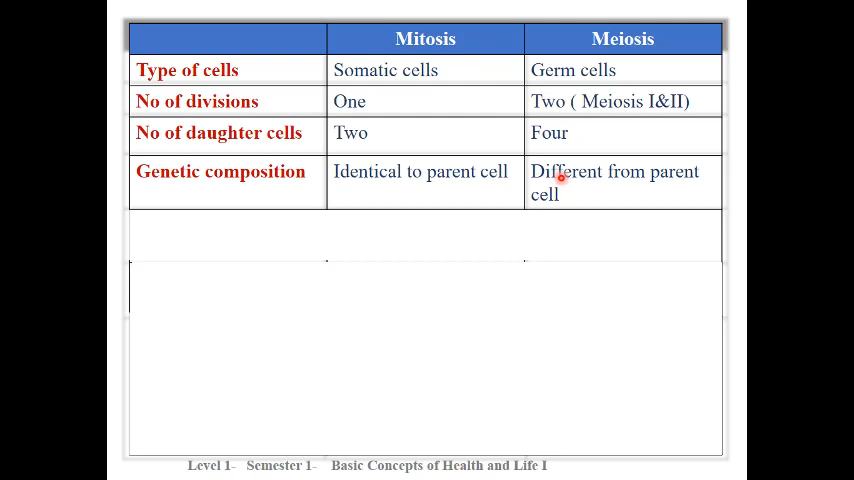 Mitosis Meiosis
Type of cells Somatic cells Germ cells
No of divisions One Two ( Meiosis I&II)
No of daughter cells Two Four
Genetic composition Identical to parent cell Different from parent
cell
Level 1- Semester 1- Basic Concepts of Health and Life I